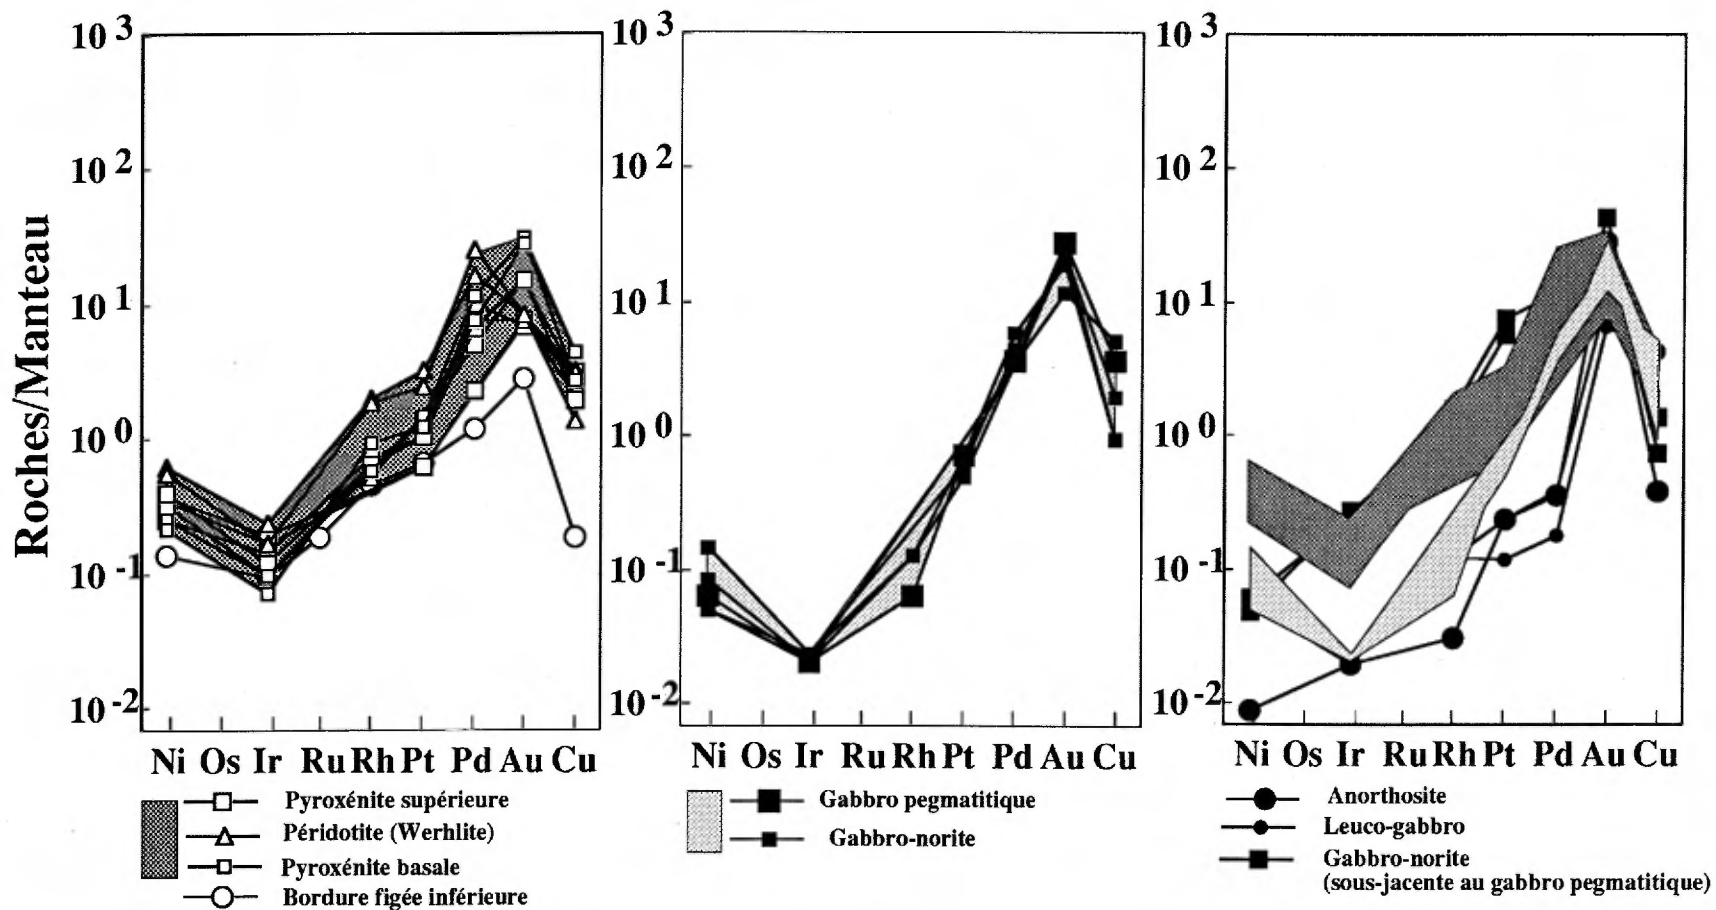 Roches/Manteau
10 3
10 2
10 1
10 0
10 -1
10 -2
Ni Os Ir Ru Rh Pt Pd Au Cu
Pyroxénite supérieure
Péridotite (Werhlite)
Pyroxénite basale
Bordure figée inférieure
10 3
10 2
10 1
10 0
10 -1
10 -2
Ni Os Ir Ru Rh Pt Pd Au Cu
Gabbro pegmatitique
Gabbro-norite
10 3
10 2
10 1
10 0
10 -1
10 -2
Ni Os Ir Ru Rh Pt Pd Au Cu
Anorthosite
Leuco-gabbro
Gabbro-norite
(sous-jacente au gabbro pegmatitique)